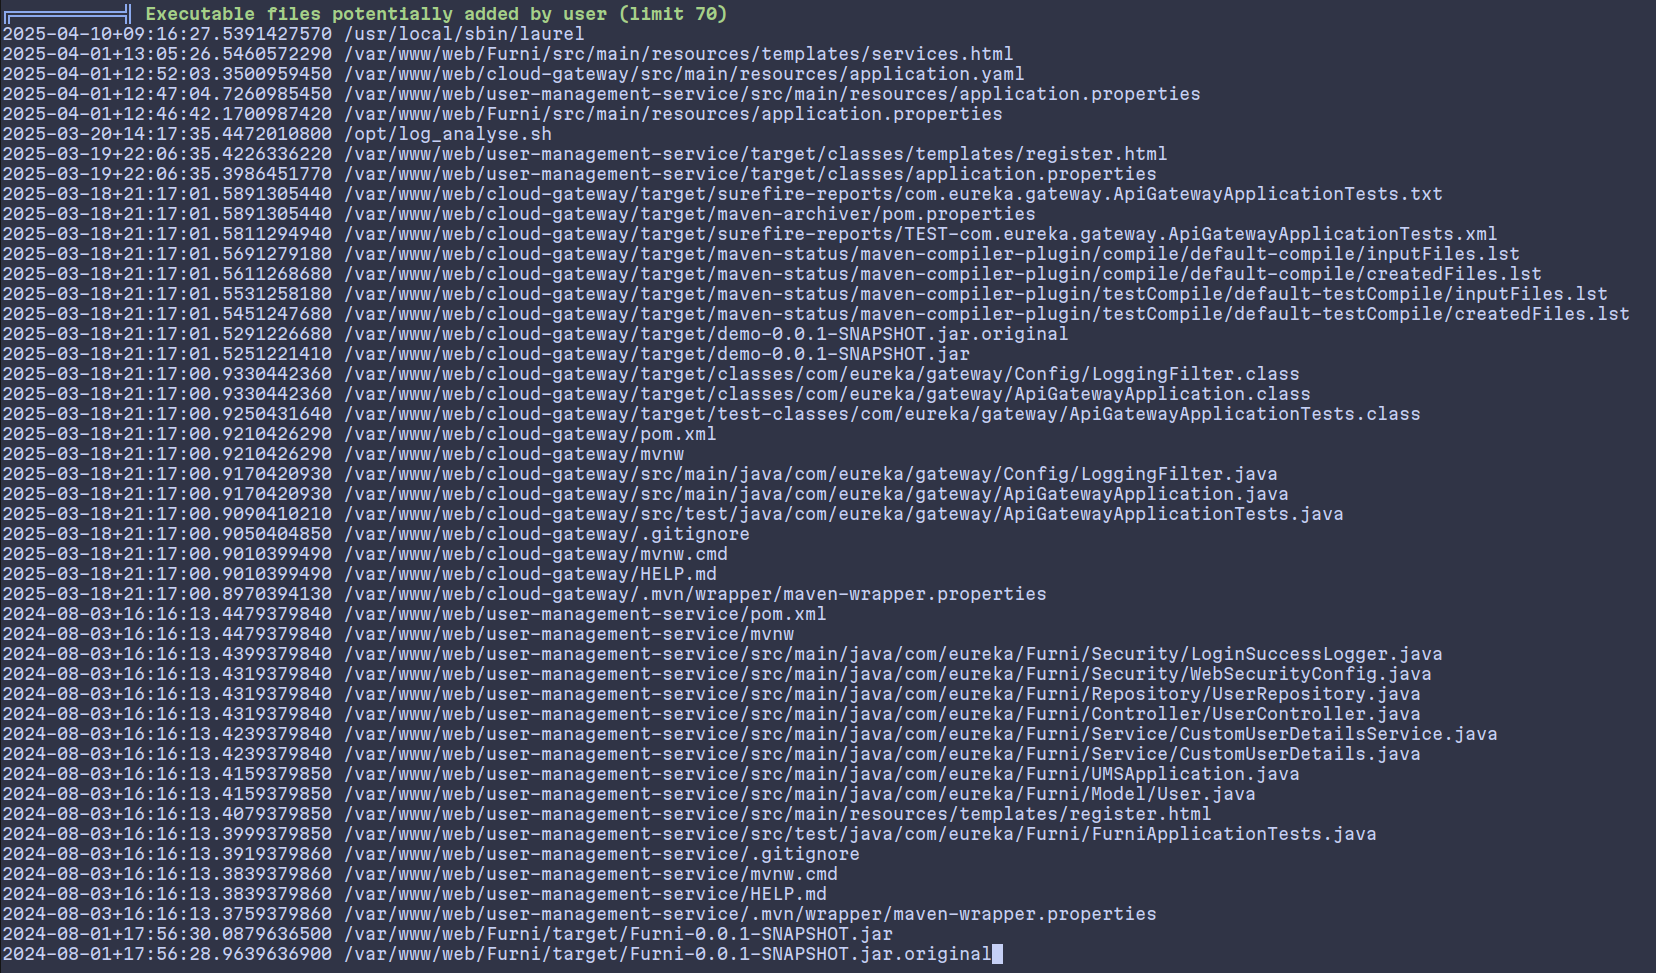 Executable files potentially added by user (limit 70)
2025-04-10+09:16:27.5391427570 /usr/local/sbin/laurel
2025-04-01+13:05:26.5460572290 /var/www/web/Furni/src/main/resources/templates/services.html
2025-04-01+12:52:03.3500959450 /var/www/web/cloud-gateway/src/main/resources/application.yaml
2025-04-01+12:47:04.7260985450 /var/www/web/user-management-service/src/main/resources/application.properties
2025-04-01+12:46:42.1700987420 /var/www/web/Furni/src/main/resources/application.properties
2025-03-20+14:17:35.4472010800 /opt/log_analyse.sh
2025-03-19+22:06:35.4226336220 /var/www/web/user-management-service/target/classes/templates/register.html
2025-03-19+22:06:35.3986451770 /var/www/web/user-management-service/target/classes/application.properties
2025-03-18+21:17:01.5891305440 /var/www/web/cloud-gateway/target/surefire-reports/com.eureka.gateway.ApiGatewayApplicationTests.txt
2025-03-18+21:17:01.5891305440 /var/www/web/cloud-gateway/target/maven-archiver/pom.properties
2025-03-18+21:17:01.5811294940 /var/www/web/cloud-gateway/target/surefire-reports/TEST-com.eureka.gateway.ApiGatewayApplicationTests.xml
2025-03-18+21:17:01.5691279180 /var/www/web/cloud-gateway/target/maven-status/maven-compiler-plugin/compile/default-compile/inputFiles.lst
2025-03-18+21:17:01.5611268680 /var/www/web/cloud-gateway/target/maven-status/maven-compiler-plugin/compile/default-compile/createdFiles.lst
2025-03-18+21:17:01.5531258180 /var/www/web/cloud-gateway/target/maven-status/maven-compiler-plugin/testCompile/default-testCompile/inputFiles.lst
2025-03-18+21:17:01.5451247680 /var/www/web/cloud-gateway/target/maven-status/maven-compiler-plugin/testCompile/default-testCompile/createdFiles.lst
2025-03-18+21:17:01.5291226680 /var/www/web/cloud-gateway/target/demo-0.0.1-SNAPSHOT.jar.original
2025-03-18+21:17:01.5251221410 /var/www/web/cloud-gateway/target/demo-0.0.1-SNAPSHOT.jar
2025-03-18+21:17:00.9330442360 /var/www/web/cloud-gateway/target/classes/com/eureka/gateway/Config/LoggingFilter.class
2025-03-18+21:17:00.9330442360 /var/www/web/cloud-gateway/target/classes/com/eureka/gateway/ApiGatewayApplication.class
2025-03-18+21:17:00.9250431640 /var/www/web/cloud-gateway/target/test-classes/com/eureka/gateway/ApiGatewayApplicationTests.class
2025-03-18+21:17:00.9210426290 /var/www/web/cloud-gateway/pom.xml
2025-03-18+21:17:00.9210426290 /var/www/web/cloud-gateway/mvnw
2025-03-18+21:17:00.9170420930 /var/www/web/cloud-gateway/src/main/java/com/eureka/gateway/Config/LoggingFilter.java
2025-03-18+21:17:00.9170420930 /var/www/web/cloud-gateway/src/main/java/com/eureka/gateway/ApiGatewayApplication.java
2025-03-18+21:17:00.9090410210 /var/www/web/cloud-gateway/src/test/java/com/eureka/gateway/ApiGatewayApplicationTests.java
2025-03-18+21:17:00.9050404850 /var/www/web/cloud-gateway/.gitignore
2025-03-18+21:17:00.9010399490 /var/www/web/cloud-gateway/mvnw.cmd
2025-03-18+21:17:00.9010399490 /var/www/web/cloud-gateway/HELP.md
2025-03-18+21:17:00.8970394130 /var/www/web/cloud-gateway/.mvn/wrapper/maven-wrapper.properties
2024-08-03+16:16:13.4479379840 /var/www/web/user-management-service/pom.xml
2024-08-03+16:16:13.4479379840 /var/www/web/user-management-service/mvnw
2024-08-03+16:16:13.4399379840 /var/www/web/user-management-service/src/main/java/com/eureka/Furni/Security/LoginSuccessLogger.java
2024-08-03+16:16:13.4319379840 /var/www/web/user-management-service/src/main/java/com/eureka/Furni/Security/WebSecurityConfig.java
2024-08-03+16:16:13.4319379840 /var/www/web/user-management-service/src/main/java/com/eureka/Furni/Repository/UserRepository.java
2024-08-03+16:16:13.4319379840 /var/www/web/user-management-service/src/main/java/com/eureka/Furni/Controller/UserController.java
2024-08-03+16:16:13.4239379840 /var/www/web/user-management-service/src/main/java/com/eureka/Furni/Service/CustomUserDetailsService.java
2024-08-03+16:16:13.4239379840 /var/www/web/user-management-service/src/main/java/com/eureka/Furni/Service/CustomUserDetails.java
2024-08-03+16:16:13.4159379850 /var/www/web/user-management-service/src/main/java/com/eureka/Furni/UMSApplication.java
2024-08-03+16:16:13.4159379850 /var/www/web/user-management-service/src/main/java/com/eureka/Furni/Model/User.java
2024-08-03+16:16:13.4079379850 /var/www/web/user-management-service/src/main/resources/templates/register.html
2024-08-03+16:16:13.3999379850 /var/www/web/user-management-service/src/test/java/com/eureka/Furni/FurniApplicationTests.java
2024-08-03+16:16:13.3919379860 /var/www/web/user-management-service/.gitignore
2024-08-03+16:16:13.3839379860 /var/www/web/user-management-service/mvnw.cmd
2024-08-03+16:16:13.3839379860 /var/www/web/user-management-service/HELP.md
2024-08-03+16:16:13.3759379860 /var/www/web/user-management-service/.mvn/wrapper/maven-wrapper.properties
2024-08-01+17:56:30.0879636500 /var/www/web/Furni/target/Furni-0.0.1-SNAPSHOT.jar
2024-08-01+17:56:28.9639636900 /var/www/web/Furni/target/Furni-0.0.1-SNAPSHOT.jar.original